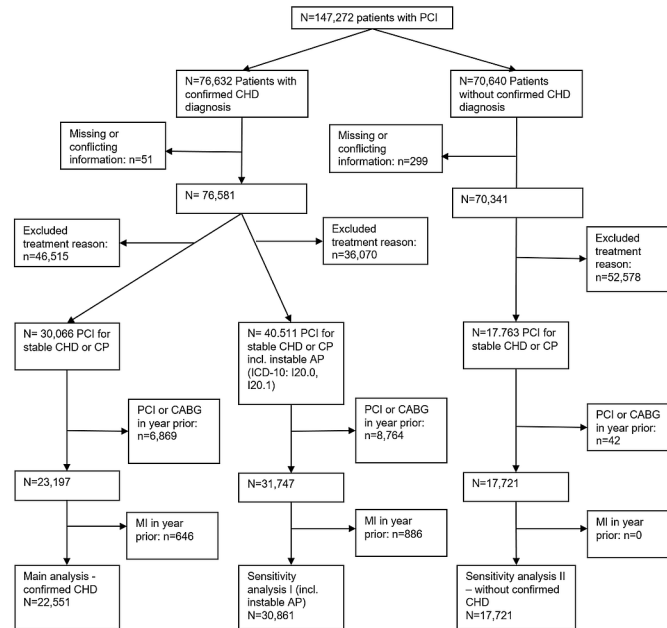 N=147,272 patients with PCI
N=76,632 Patients with
confirmed CHD
diagnosis
N=70,640 Patients
without confirmed CHD
diagnosis
Missing or
conflicting
information: n=51
Missing or
conflicting
information: n=299
N= 76,581
N=70,341
Excluded
treatment reason:
n=46,515
Excluded
treatment reason:
n=36,070
Excluded
treatment
reason:
n=52,578
N= 30,066 PCI for
stable CHD or CP
N= 40.511 PCI for
stable CHD or CP
incl. instable AP
(ICD-10: I20.0,
I20.1)
N=17.763 PCI for
stable CHD or CP
PCI or CABG
in year prior:
n=6,869
PCI or CABG
in year prior:
n=8,764
PCI or CABG
in year prior:
n=42
N=23,197
N=31,747
N=17,721
MI in year
prior: n=646
MI in year
prior: n=886
MI in year
prior: n=0
Main analysis -
confirmed CHD
N=22,551
Sensitivity
analysis I (incl.
instable AP)
N=30,861
Sensitivity analysis II
– without confirmed
CHD
N=17,721